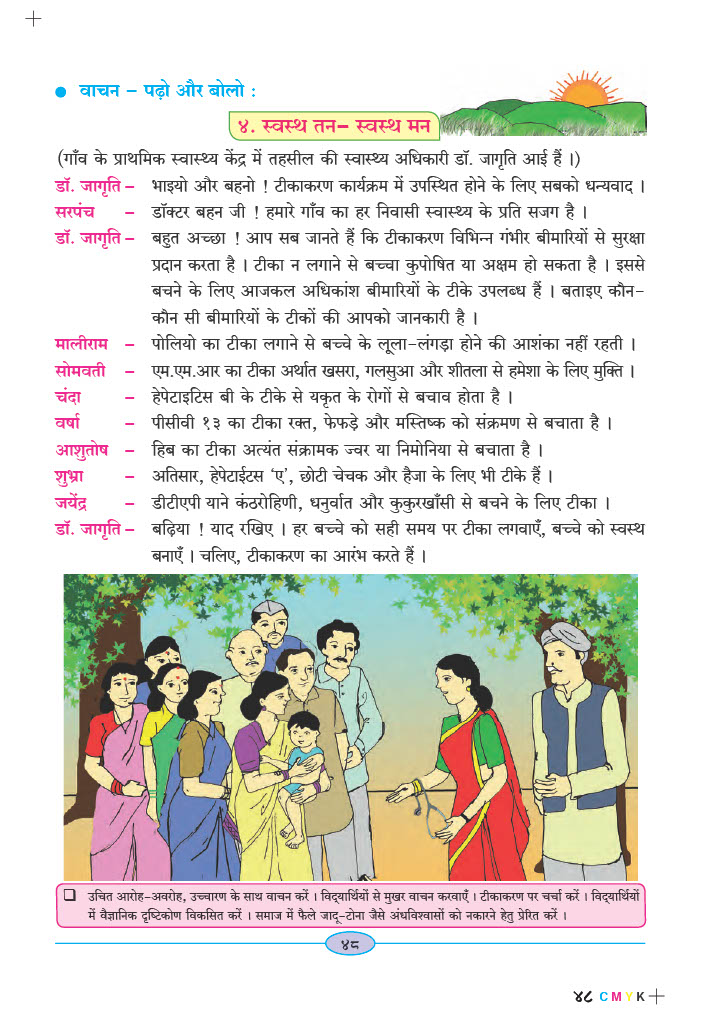 ● वाचन – पढ़ो और बोलो :
४. स्वस्थ तन– स्वस्थ मन
(गाँव के प्राथमिक स्वास्थ्य केंद्र में तहसील की स्वास्थ्य अधिकारी डॉ. जागृति आई हैं ।)
डॉ. जागृति – भाइयो और बहनो ! टीकाकरण कार्यक्रम में उपस्थित होने के लिए सबको धन्यवाद ।
सरपंच – डॉक्टर बहन जी ! हमारे गाँव का हर निवासी स्वास्थ्य के प्रति सजग है ।
डॉ. जागृति – बहुत अच्छा ! आप सब जानते हैं कि टीकाकरण विभिन्न गंभीर बीमारियों से सुरक्षा
प्रदान करता है । टीका न लगाने से बच्चा कुपोषित या अक्षम हो सकता है । इससे
बचने के लिए आजकल अधिकांश बीमारियों के टीके उपलब्ध हैं । बताइए कौन–
कौन सी बीमारियों के टीकों की आपको जानकारी है ।
मालीराम – पोलियो का टीका लगाने से बच्चे के लूला–लंगड़ा होने की आशंका नहीं रहती ।
सोमवती – एम.एम.आर का टीका अर्थात खसरा, गलसुआ और शीतला से हमेशा के लिए मुक्ति ।
चंदा – हेपेटाइटिस बी के टीके से यकृत के रोगों से बचाव होता है ।
वर्षा – पीसीवी १३ का टीका रक्त, फेफड़े और मस्तिष्क को संक्रमण से बचाता है ।
आशुतोष – हिब का टीका अत्यंत संक्रामक ज्वर या निमोनिया से बचाता है ।
शुभ्रा – अतिसार, हेपेटाईटस ‘ए’, छोटी चेचक और हैजा के लिए भी टीके हैं ।
जयेंद्र – डीटीएपी याने कंठरोहिणी, धनुर्वात और कुकुरखाँसी से बचने के लिए टीका ।
डॉ. जागृति – बढ़िया ! याद रखिए । हर बच्चे को सही समय पर टीका लगवाएँ, बच्चे को स्वस्थ
बनाएँ । चलिए, टीकाकरण का आरंभ करते हैं ।
❑ उचित आरोह–अवरोह, उच्चारण के साथ वाचन करें । विद्यार्थियों से मुखर वाचन करवाएँ । टीकाकरण पर चर्चा करें । विद्यार्थियों
में वैज्ञानिक दृष्टिकोण विकसित करें । समाज में फैले जादू–टोना जैसे अंधविश्वासों को नकारने हेतु प्रेरित करें ।
४८
४८ C M Y K